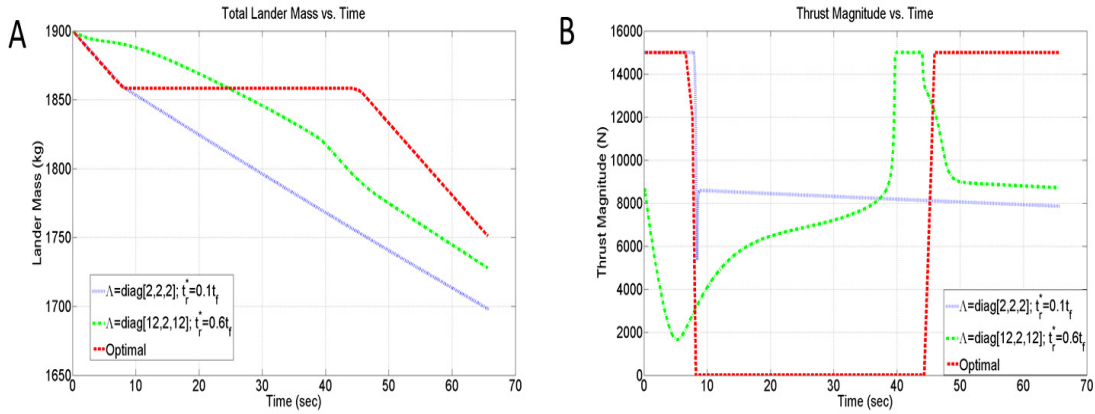 A
Total Lander Mass vs. Time
1900
1850
1800
1750
1700
1650
Lander Mass (kg)
Λ=diag[2,2,2]; t*r=0.1tf
Λ=diag[12,2,12]; t*r=0.6tf
Optimal
0 10 20 30 40 50 60 70
Time (sec)
B
Thrust Magnitude vs. Time
16000
14000
12000
10000
8000
6000
4000
2000
0
Thrust Magnitude (N)
Λ=diag[2,2,2]; t*r=0.1tf
Λ=diag[12,2,12]; t*r=0.6tf
Optimal
0 10 20 30 40 50 60 70
Time (sec)